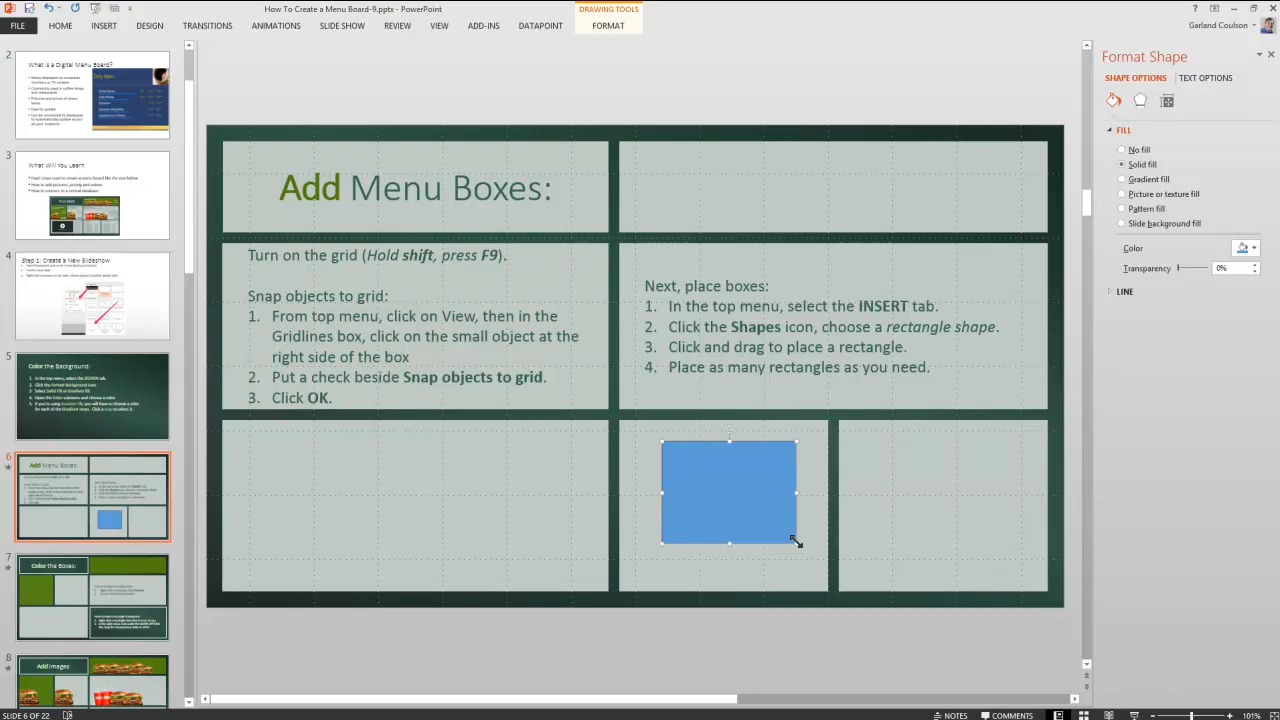 How To Create a Menu Board-9.pptx - PowerPoint
DRAWING TOOLS
FILE HOME INSERT DESIGN TRANSITIONS ANIMATIONS SLIDE SHOW REVIEW VIEW ADD-INS DATAPOINT FORMAT
Garland Coulson
2
What is a Digital Menu Board?
3
What Will You Learn
4
Step 1: Create a New Slideshow
5
Color the Background:
6
Add Menu Boxes:
7
Color the Boxes:
8
Add Images:
Add Menu Boxes:
Turn on the grid (Hold shift, press F9).
Snap objects to grid:
1. From top menu, click on View, then in the
Gridlines box, click on the small object at the
right side of the box
2. Put a check beside Snap objects to grid.
3. Click OK.
Next, place boxes:
1. In the top menu, select the INSERT tab.
2. Click the Shapes icon, choose a rectangle shape.
3. Click and drag to place a rectangle.
4. Place as many rectangles as you need.
Format Shape
SHAPE OPTIONS TEXT OPTIONS
FILL
No fill
Solid fill
Gradient fill
Picture or texture fill
Pattern fill
Slide background fill
Color
Transparency 0%
LINE
SLIDE 6 OF 22
NOTES COMMENTS 101%